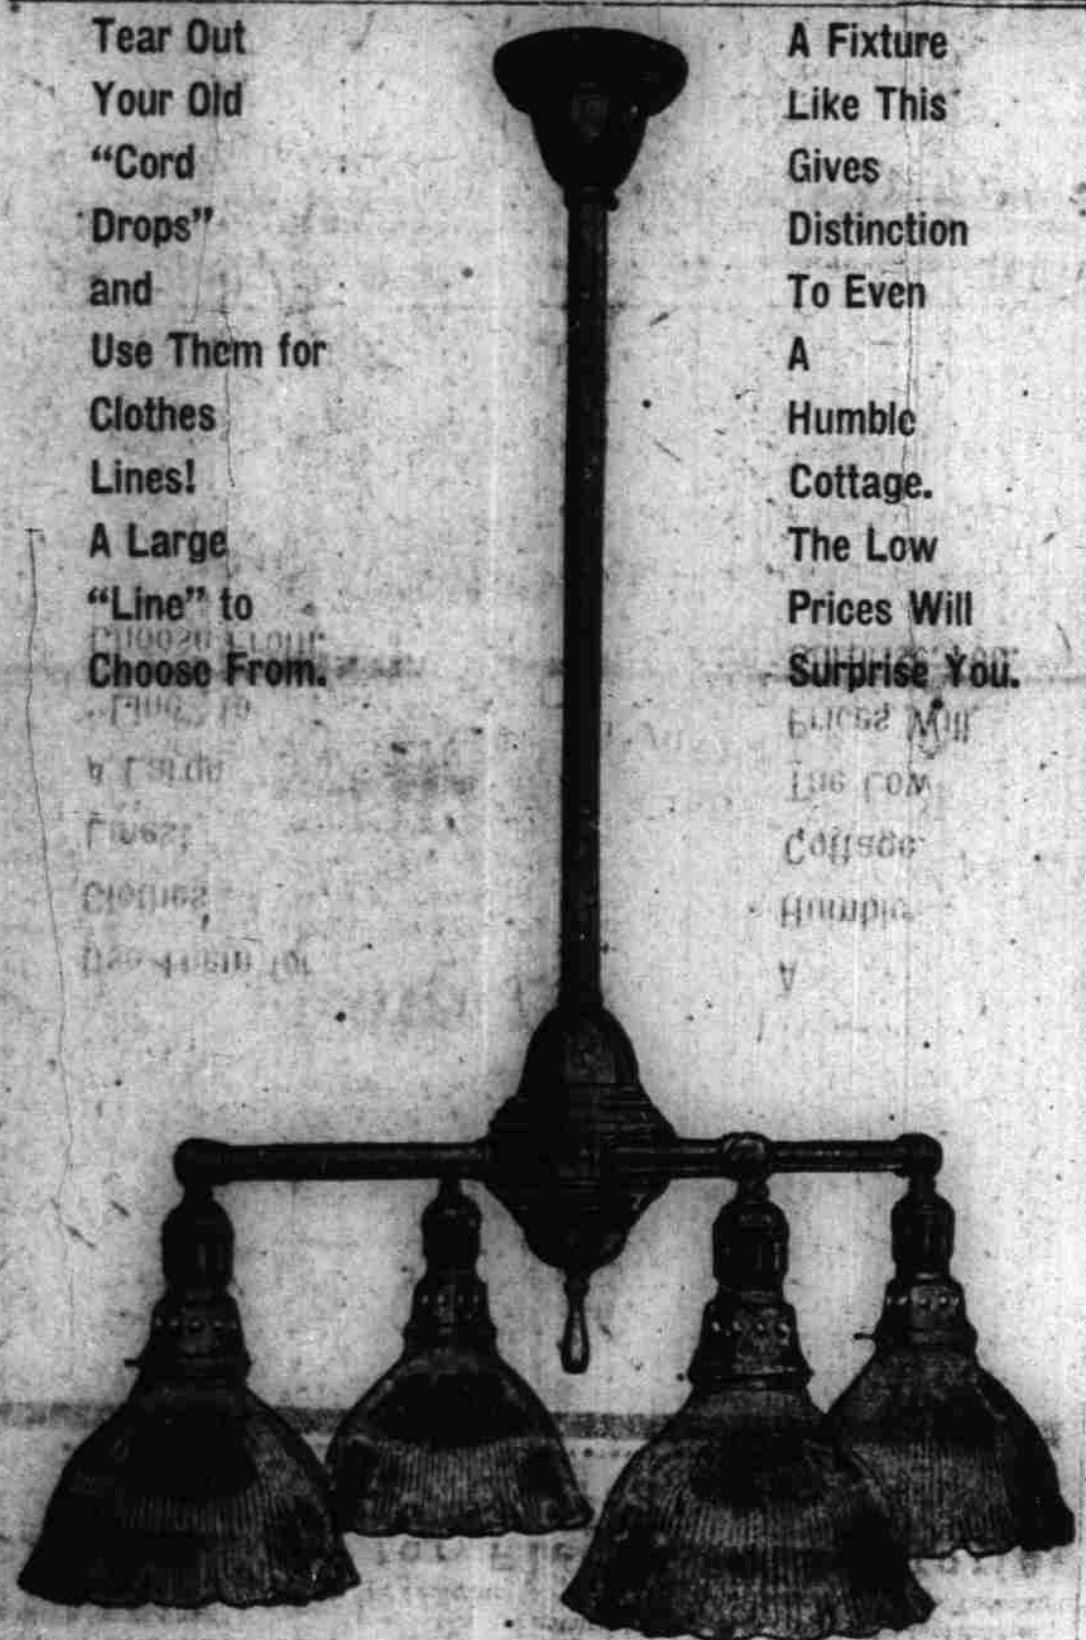 Tear Out
Your Old
“Cord
Drops”
and
Use Them for
Clothes
Lines!
A Large
“Line” to
Choose From.
A Fixture
Like This
Gives
Distinction
To Even
A
Humble
Cottage.
The Low
Prices Will
Surprise You.